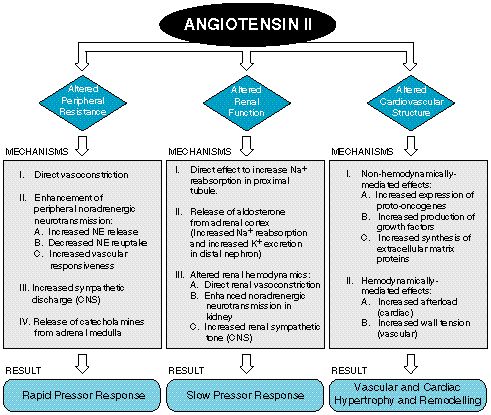 ANGIOTENSIN II
Altered
Peripheral
Resistance
Altered
Renal
Function
Altered
Cardiovascular
Structure
MECHANISMS
I. Direct vasoconstriction
II. Enhancement of
peripheral noradrenergic
neurotransmission:
A. Increased NE release
B. Decreased NE reuptake
C. Increased vascular
responsiveness
III. Increased sympathetic
discharge (CNS)
IV. Release of catecholamines
from adrenal medulla
RESULT
Rapid Pressor Response
MECHANISMS
I. Direct effect to increase Na+
reabsorption in proximal
tubule.
II. Release of aldosterone
from adrenal cortex
(Increased Na+ reabsorption
and increased K+ excretion
in distal nephron)
III. Altered renal hemodynamics:
A. Direct renal vasoconstriction
B. Enhanced noradrenergic
neurotransmission in
kidney
C. Increased renal sympathetic
tone (CNS)
RESULT
Slow Pressor Response
MECHANISMS
I. Non-hemodynamically-
mediated effects:
A. Increased expression of
proto-oncogenes
B. Increased production of
growth factors
C. Increased synthesis of
extracellular matrix
proteins
II. Hemodynamically-
mediated effects:
A. Increased afterload
(cardiac)
B. Increased wall tension
(vascular)
RESULT
Vascular and Cardiac
Hypertrophy and Remodelling